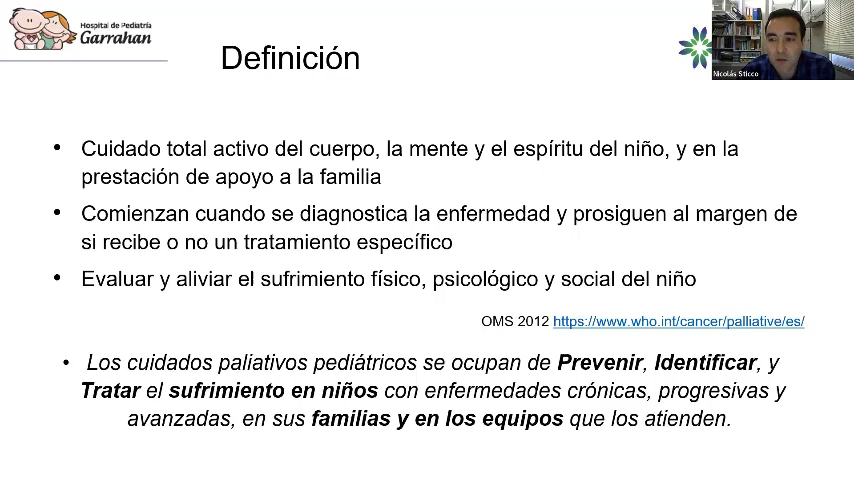 Hospital de Pediatría
Garrahan
Definición
Nicolás Sticco
• Cuidado total activo del cuerpo, la mente y el espíritu del niño, y en la
prestación de apoyo a la familia
• Comienzan cuando se diagnostica la enfermedad y prosiguen al margen de
si recibe o no un tratamiento específico
• Evaluar y aliviar el sufrimiento físico, psicológico y social del niño
OMS 2012 https://www.who.int/cancer/palliative/es/
• Los cuidados paliativos pediátricos se ocupan de Prevenir, Identificar, y
Tratar el sufrimiento en niños con enfermedades crónicas, progresivas y
avanzadas, en sus familias y en los equipos que los atienden.